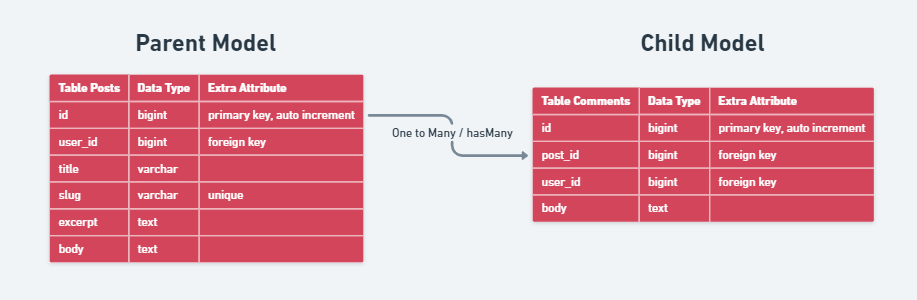 Parent Model
Table Posts Data Type Extra Attribute
id bigint primary key, auto increment
user_id bigint foreign key
title varchar
slug varchar unique
excerpt text
body text
One to Many / hasMany
Child Model
Table Comments Data Type Extra Attribute
id bigint primary key, auto increment
post_id bigint foreign key
user_id bigint foreign key
body text